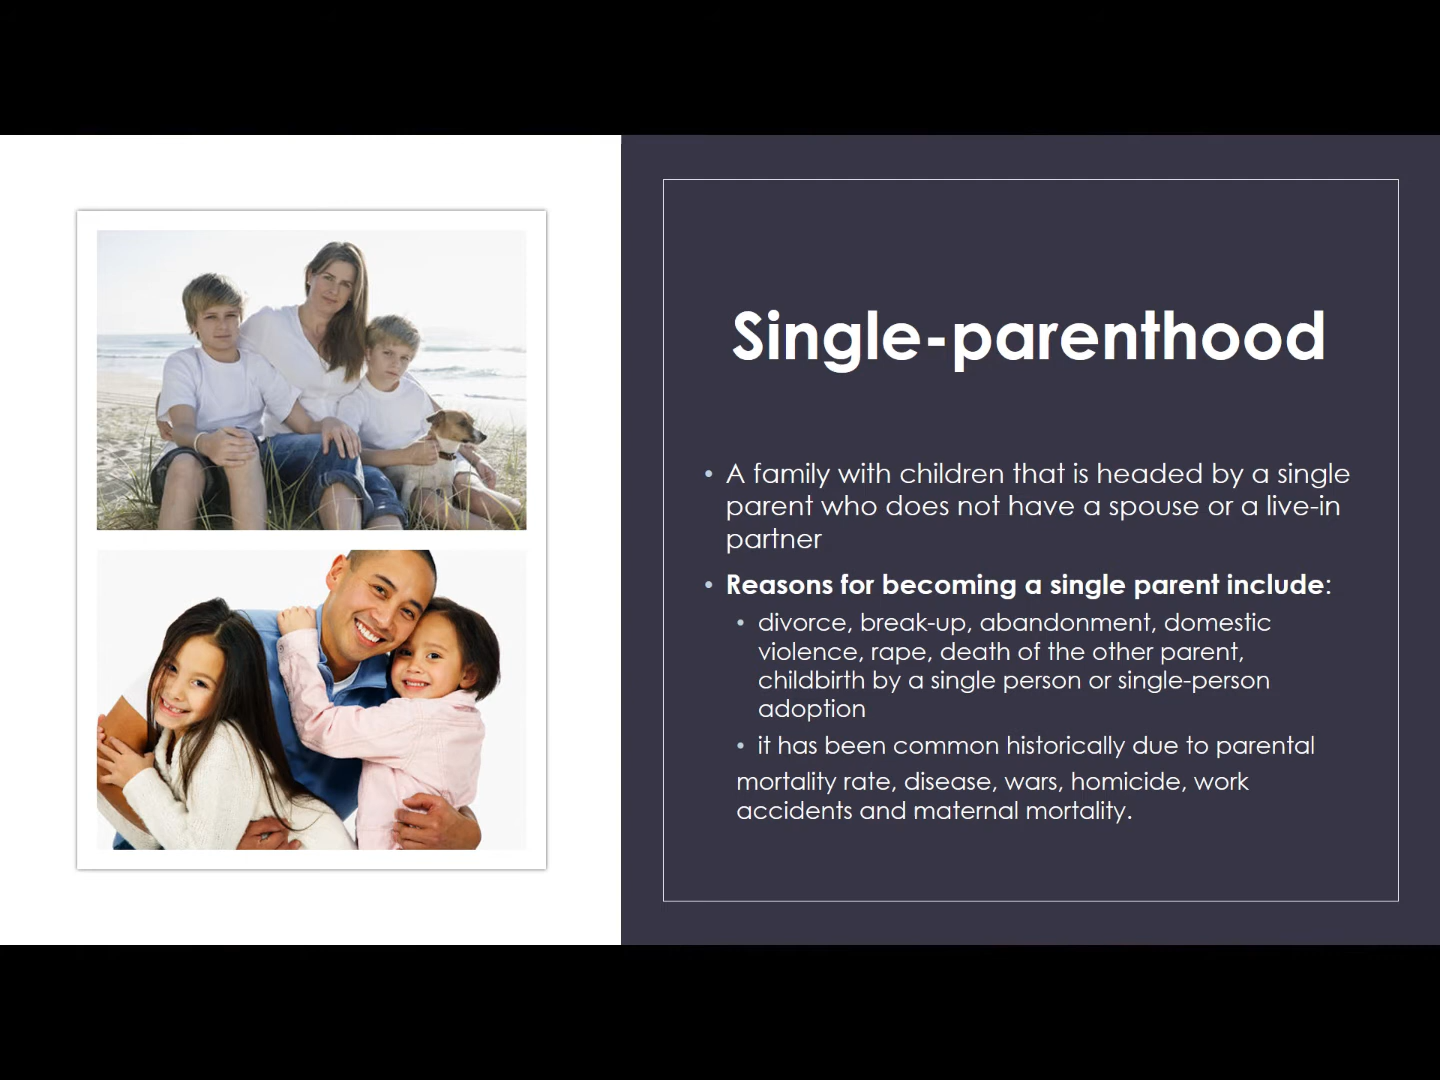 Single-parenthood
• A family with children that is headed by a single
parent who does not have a spouse or a live-in
partner
• Reasons for becoming a single parent include:
• divorce, break-up, abandonment, domestic
violence, rape, death of the other parent,
childbirth by a single person or single-person
adoption
• it has been common historically due to parental
mortality rate, disease, wars, homicide, work
accidents and maternal mortality.